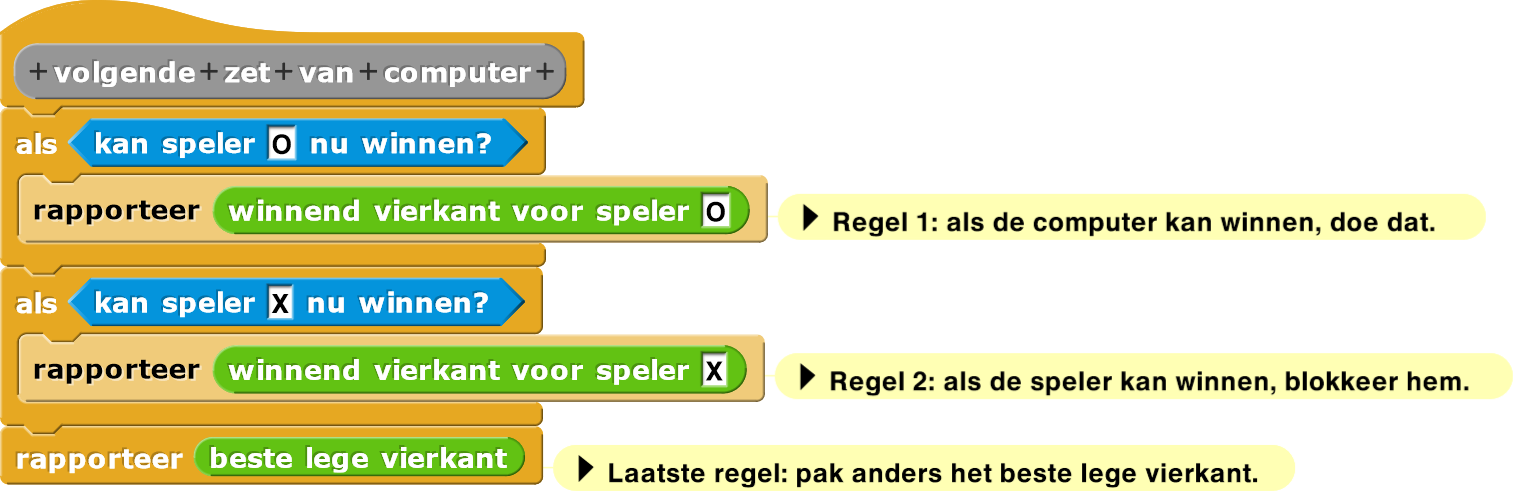 +volgende+zet+van+computer+
als kan speler O nu winnen?
rapporteer winnend vierkant voor speler O
Regel 1: als de computer kan winnen, doe dat.
als kan speler X nu winnen?
rapporteer winnend vierkant voor speler X
Regel 2: als de speler kan winnen, blokkeer hem.
rapporteer beste lege vierkant
Laatste regel: pak anders het beste lege vierkant.